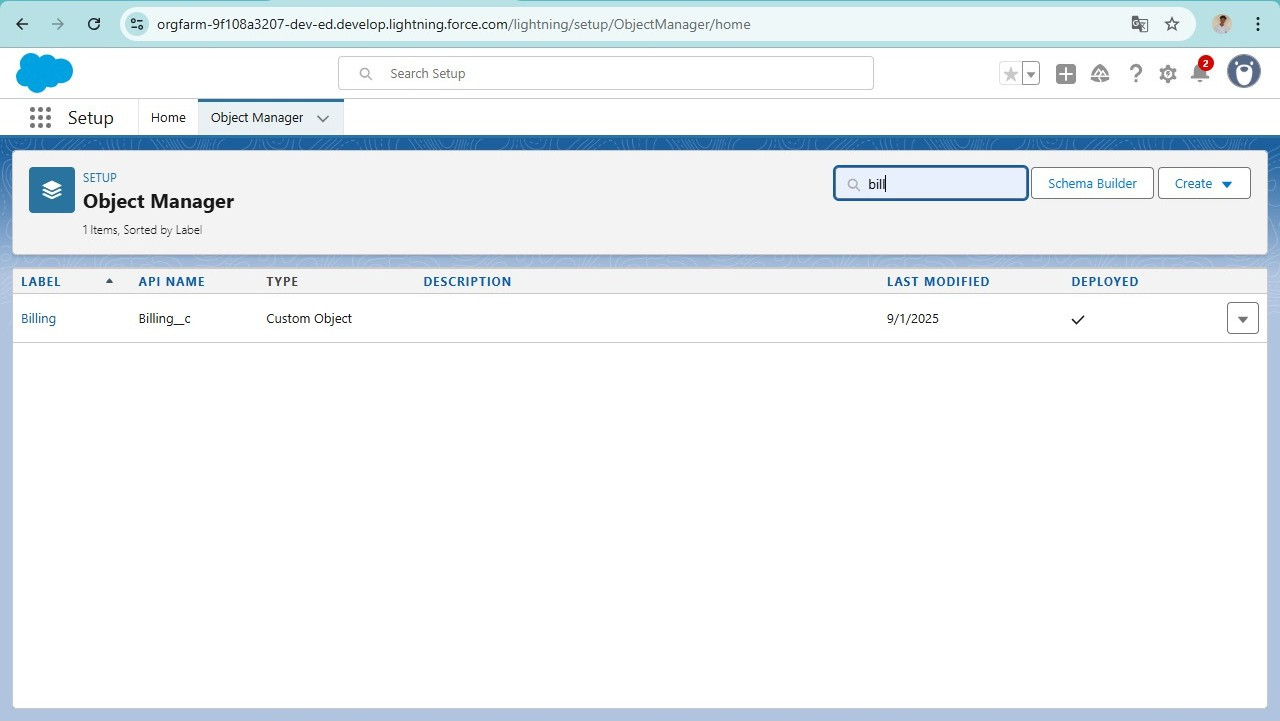 orgfarm-9f108a3207-dev-ed.develop.lightning.force.com/lightning/setup/ObjectManager/home
Search Setup
2
Setup
Home
Object Manager
SETUP
Object Manager
1 Items, Sorted by Label
bill
Schema Builder
Create
LABEL API NAME TYPE DESCRIPTION LAST MODIFIED DEPLOYED
Billing Billing__c Custom Object 9/1/2025